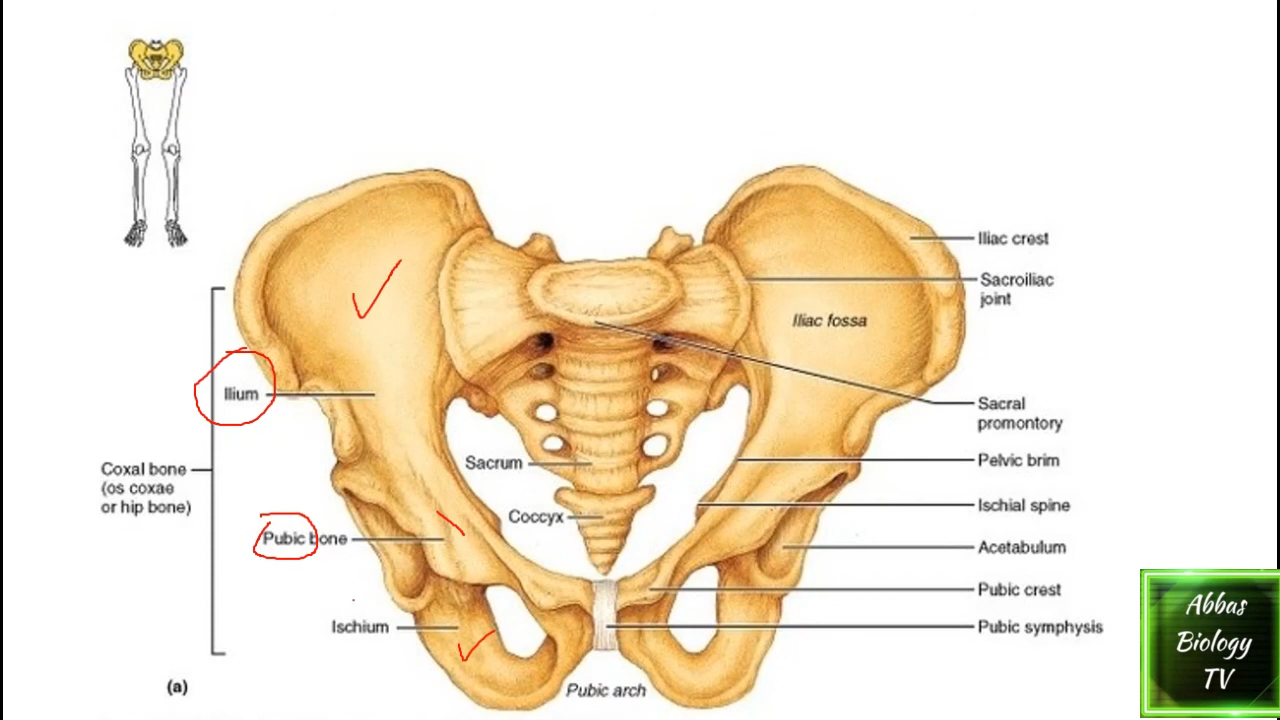 Iliac crest
Sacroiliac
joint
Iliac fossa
Ilium
Sacral
promontory
Coxal bone
(os coxae
or hip bone)
Sacrum
Pelvic brim
Coccyx
Ischial spine
Pubic bone
Acetabulum
Pubic crest
Ischium
Pubic symphysis
(a)
Pubic arch
Abbas
Biology
TV